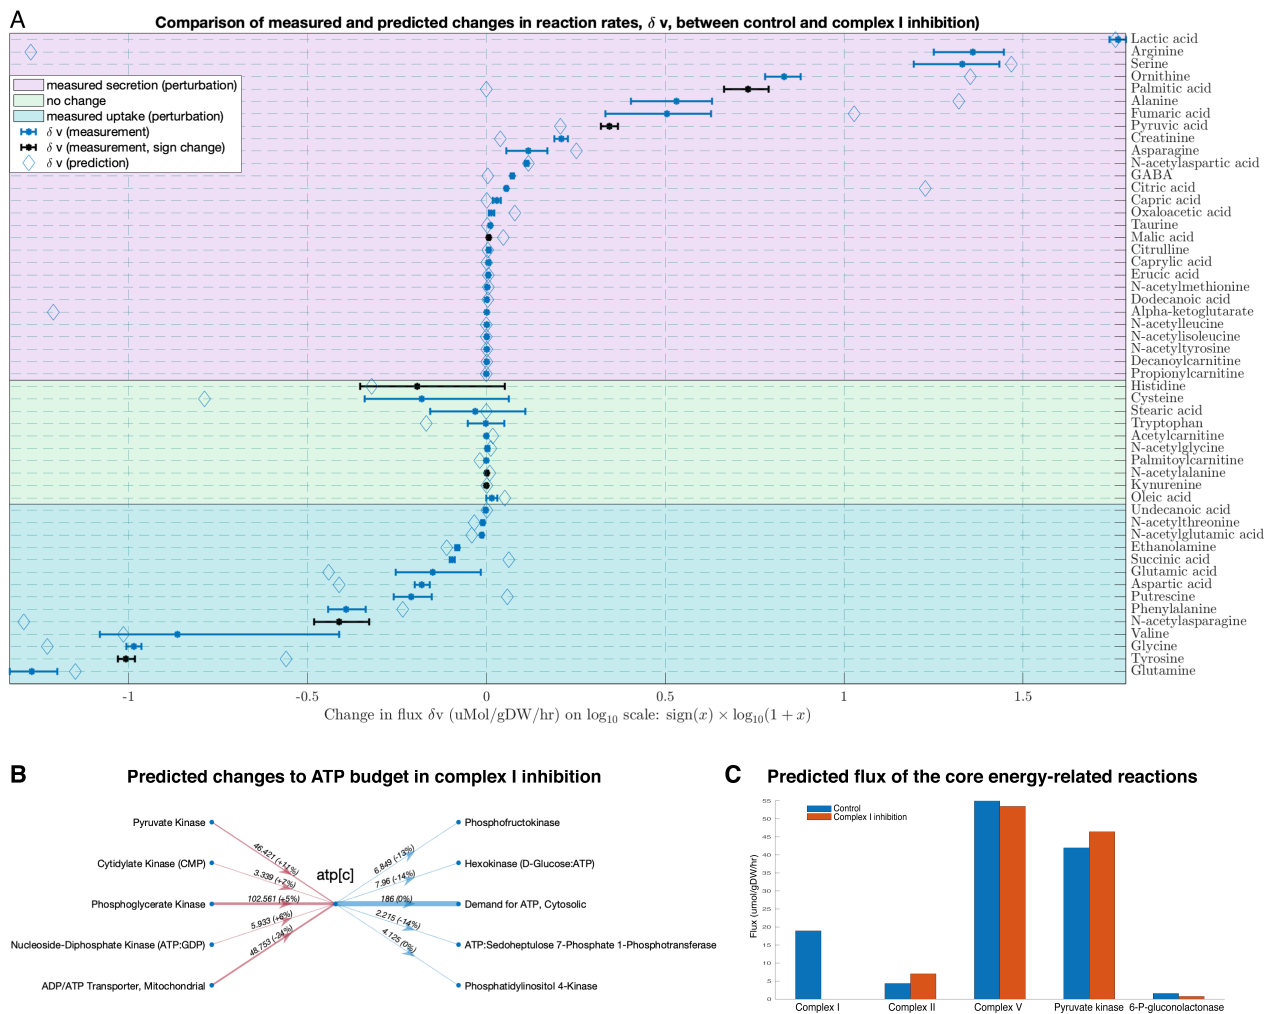 A
Comparison of measured and predicted changes in reaction rates, δ v, between control and complex I inhibition)
measured secretion (perturbation)
no change
measured uptake (perturbation)
δ v (measurement)
δ v (measurement, sign change)
δ v (prediction)
Lactic acid
Arginine
Serine
Ornithine
Palmitic acid
Alanine
Fumaric acid
Pyruvic acid
Creatinine
Asparagine
N-acetylaspartic acid
GABA
Citric acid
Capric acid
Oxaloacetic acid
Taurine
Malic acid
Citrulline
Caprylic acid
Erucic acid
N-acetylmethionine
Dodecanoic acid
Alpha-ketoglutarate
N-acetylleucine
N-acetylisoleucine
N-acetyltyrosine
Decanoylcarnitine
Propionylcarnitine
Histidine
Cysteine
Stearic acid
Tryptophan
Acetylcarnitine
N-acetylglycine
Palmitoylcarnitine
N-acetylalanine
Kynurenine
Oleic acid
Undecanoic acid
N-acetylthreonine
N-acetylglutamic acid
Ethanolamine
Succinic acid
Glutamic acid
Aspartic acid
Putrescine
Phenylalanine
N-acetylasparagine
Valine
Glycine
Tyrosine
Glutamine
-1 -0.5 0 0.5 1 1.5
Change in flux δv (uMol/gDW/hr) on log10 scale: sign(x) × log10(1 + x)
B
Predicted changes to ATP budget in complex I inhibition
Pyruvate Kinase
Cytidylate Kinase (CMP)
Phosphoglycerate Kinase
Nucleoside-Diphosphate Kinase (ATP:GDP)
ADP/ATP Transporter, Mitochondrial
46.421 (+11%)
3.339 (+7%)
102.561 (+5%)
5.933 (+6%)
48.753 (-24%)
atp[c]
6.849 (-13%)
7.96 (-14%)
186 (0%)
2.215 (-14%)
4.125 (0%)
Phosphofructokinase
Hexokinase (D-Glucose:ATP)
Demand for ATP, Cytosolic
ATP:Sedoheptulose 7-Phosphate 1-Phosphotransferase
Phosphatidylinositol 4-Kinase
C
Predicted flux of the core energy-related reactions
Control
Complex I inhibition
Flux (umol/gDW/hr)
55
50
45
40
35
30
25
20
15
10
5
0
Complex I Complex II Complex V Pyruvate kinase 6-P-gluconolactonase